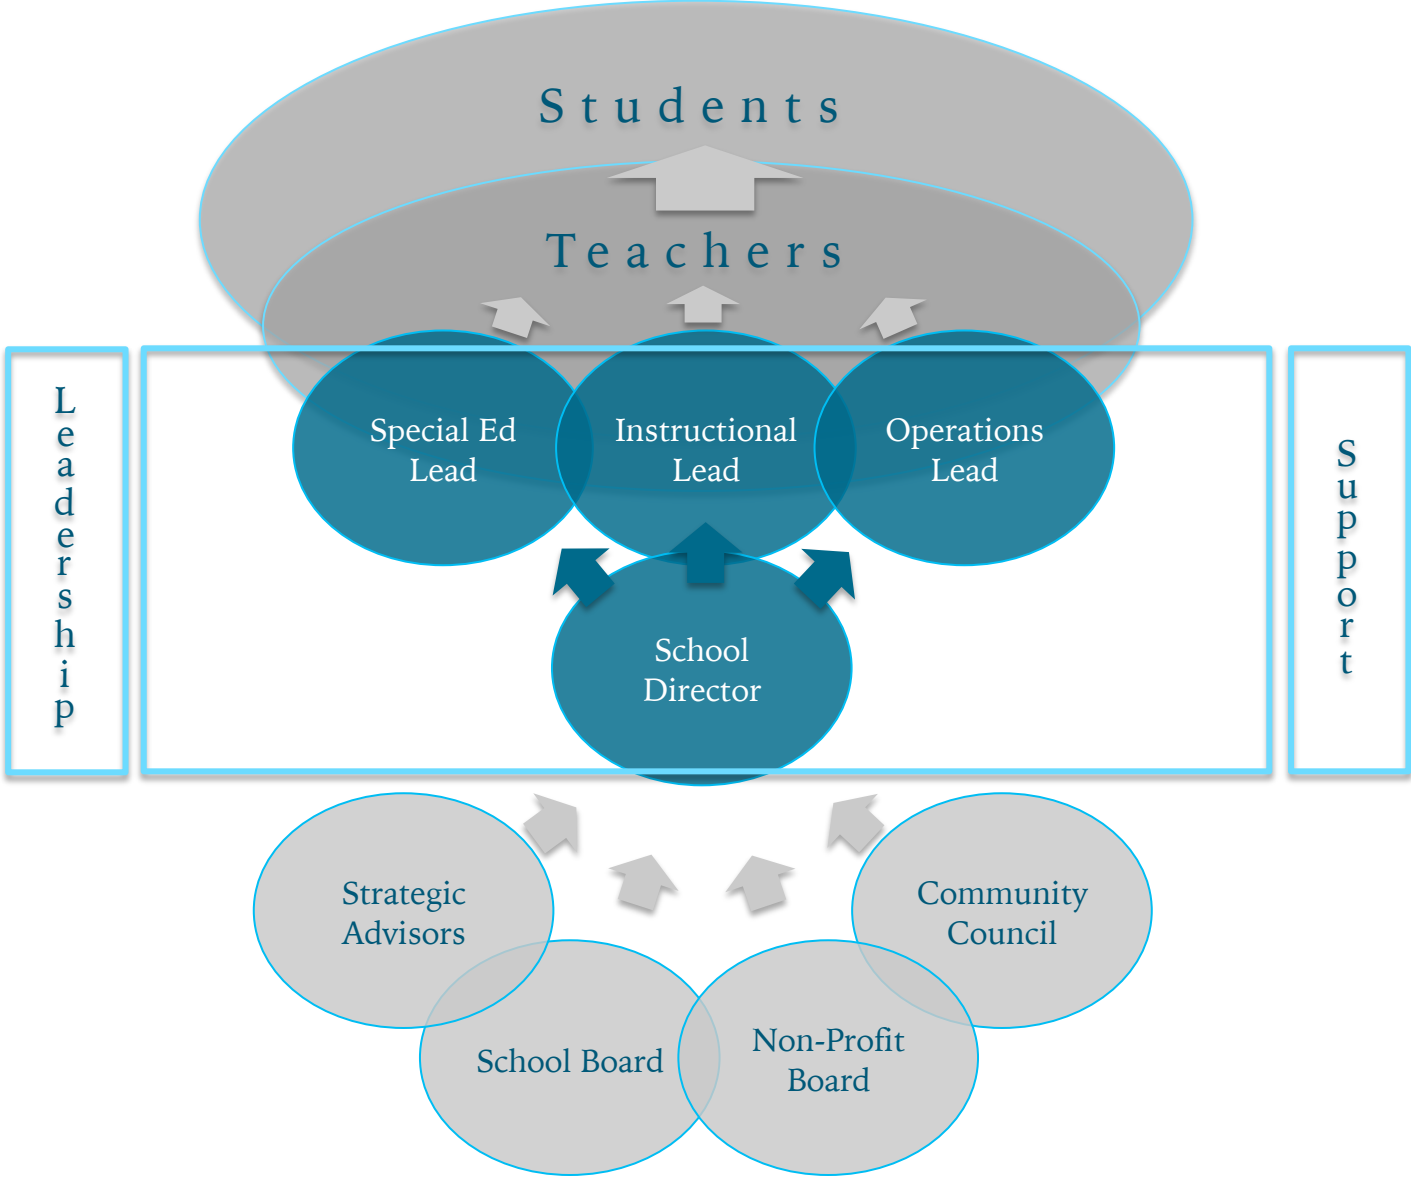 Students
Teachers
Leadership
Special Ed
Lead
Instructional
Lead
Operations
Lead
Support
School
Director
Strategic
Advisors
Community
Council
School Board
Non-Profit
Board